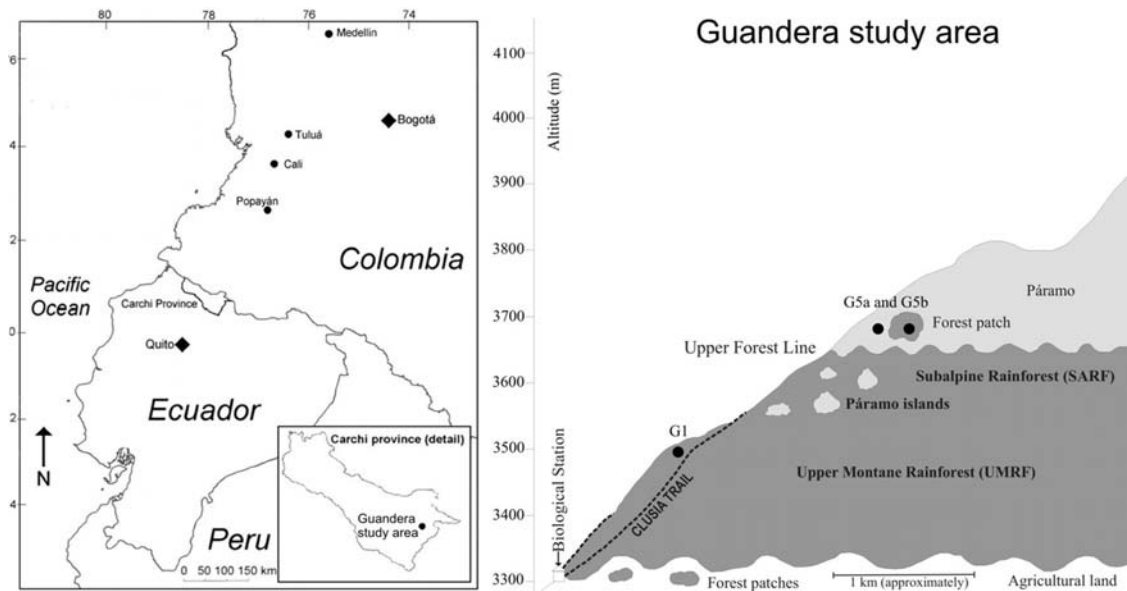 80
78
76
74
6
4
2
0
2
4
Medellin
Bogotá
Tuluá
Cali
Popayán
Colombia
Pacific
Ocean
Carchi Province
Quito
Ecuador
N
Peru
0 50 100 150 km
Carchi province (detail)
Guandera
study area
Guandera study area
Altitude (m)
4100
4000
3900
3800
3700
3600
3500
3400
3300
Páramo
G5a and G5b
Forest patch
Upper Forest Line
Subalpine Rainforest (SARF)
Páramo islands
G1
Upper Montane Rainforest (UMRF)
CLUSIA TRAIL
Biological Station
Forest patches
1 km (approximately)
Agricultural land